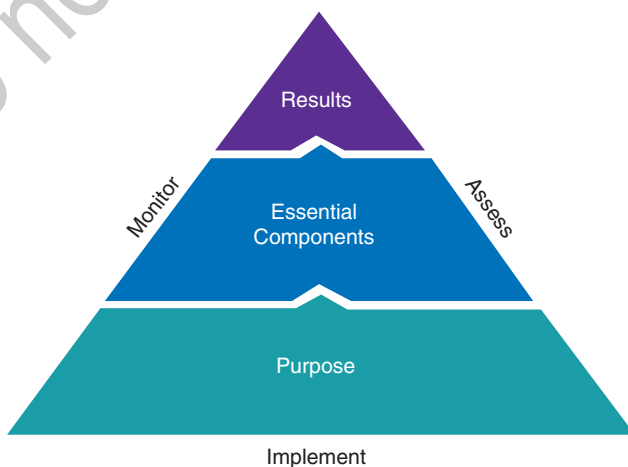 Results
Monitor
Assess
Essential
Components
Purpose
Implement